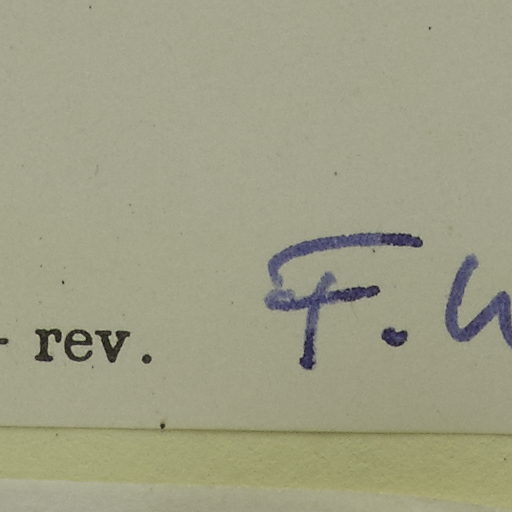 - rev. F.